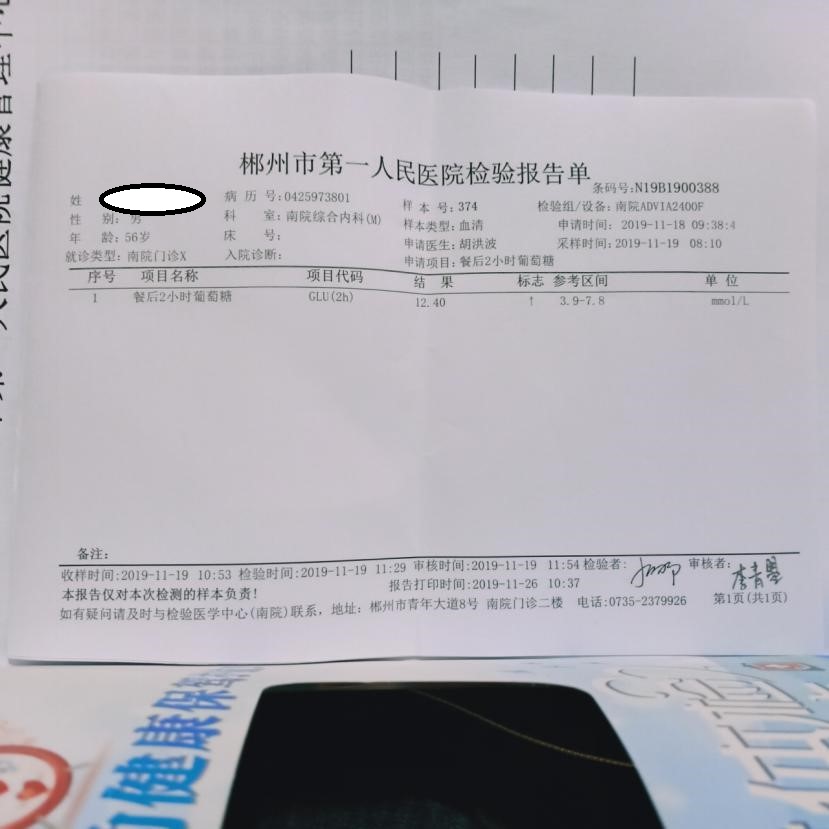 郴州市第一人民医院检验报告单
条码号:N19B1900388
姓 病 历 号:0425973801 样 本 号:374 检验组/设备:南院ADVIA2400F
性 别:男 科 室:南院综合内科(M) 样本类型:血清 申请时间:2019-11-18 09:38:4
年 龄:56岁 床 号: 申请医生:胡洪波 采样时间:2019-11-19 08:10
就诊类型:南院门诊X 入院诊断: 申请项目:餐后2小时葡萄糖
序号 项目名称 项目代码 结 果 标志 参考区间 单 位
1 餐后2小时葡萄糖 GLU(2h) 12.40 ↑ 3.9-7.8 mmol/L
备注:
收样时间:2019-11-19 10:53 检验时间:2019-11-19 11:29 审核时间:2019-11-19 11:54 检验者: 审核者:
报告打印时间:2019-11-26 10:37
本报告仅对本次检测的样本负责!
如有疑问请及时与检验医学中心(南院)联系，地址：郴州市青年大道8号 南院门诊二楼 电话:0735-2379926 第1页(共1页)
人民医院健康管理中
健康保